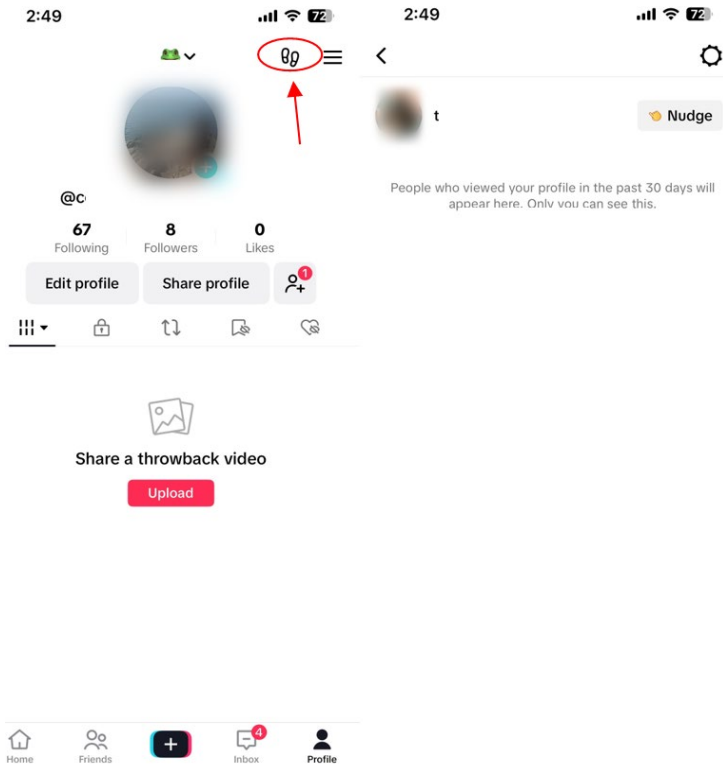 2:49
72
@c
67
Following
8
Followers
0
Likes
Edit profile
Share profile
1
Share a throwback video
Upload
Home
Friends
4
Inbox
Profile
2:49
72
t
Nudge
People who viewed your profile in the past 30 days will
appear here. Only you can see this.